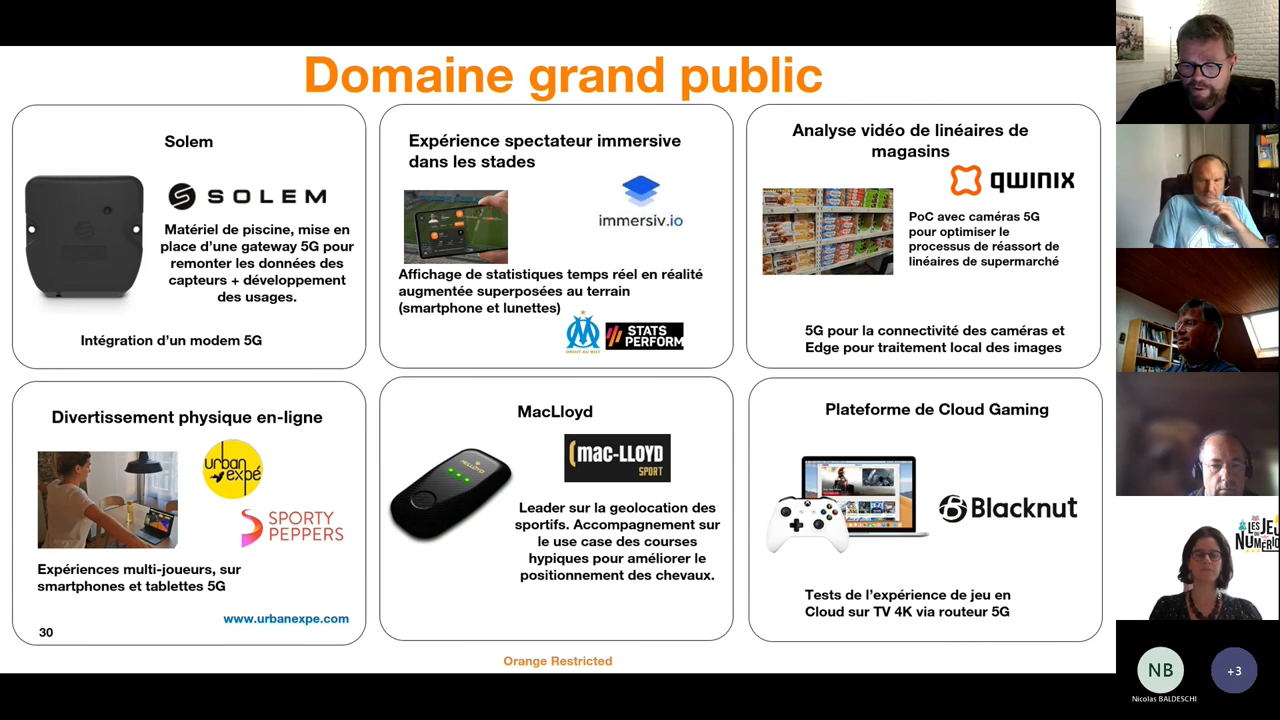 Domaine grand public
Solem
SOLEM
Matériel de piscine, mise en
place d'une gateway 5G pour
remonter les données des
capteurs + développement
des usages.
Intégration d'un modem 5G
Expérience spectateur immersive
dans les stades
immersiv.io
Affichage de statistiques temps réel en réalité
augmentée superposées au terrain
(smartphone et lunettes)
DROIT AU BUT
STATS
PERFORM
Analyse vidéo de linéaires de
magasins
qwinix
PoC avec caméras 5G
pour optimiser le
processus de réassort de
linéaires de supermarché
5G pour la connectivité des caméras et
Edge pour traitement local des images
Divertissement physique en-ligne
urban
expé
SPORTY
PEPPERS
Expériences multi-joueurs, sur
smartphones et tablettes 5G
www.urbanexpe.com
30
MacLloyd
mac-LLOYD
SPORT
Leader sur la geolocation des
sportifs. Accompagnement sur
le use case des courses
hypiques pour améliorer le
positionnement des chevaux.
Plateforme de Cloud Gaming
Blacknut
Tests de l'expérience de jeu en
Cloud sur TV 4K via routeur 5G
Orange Restricted
LES JE
NUMÉRIQ
NB
+3
Nicolas BALDESCHI